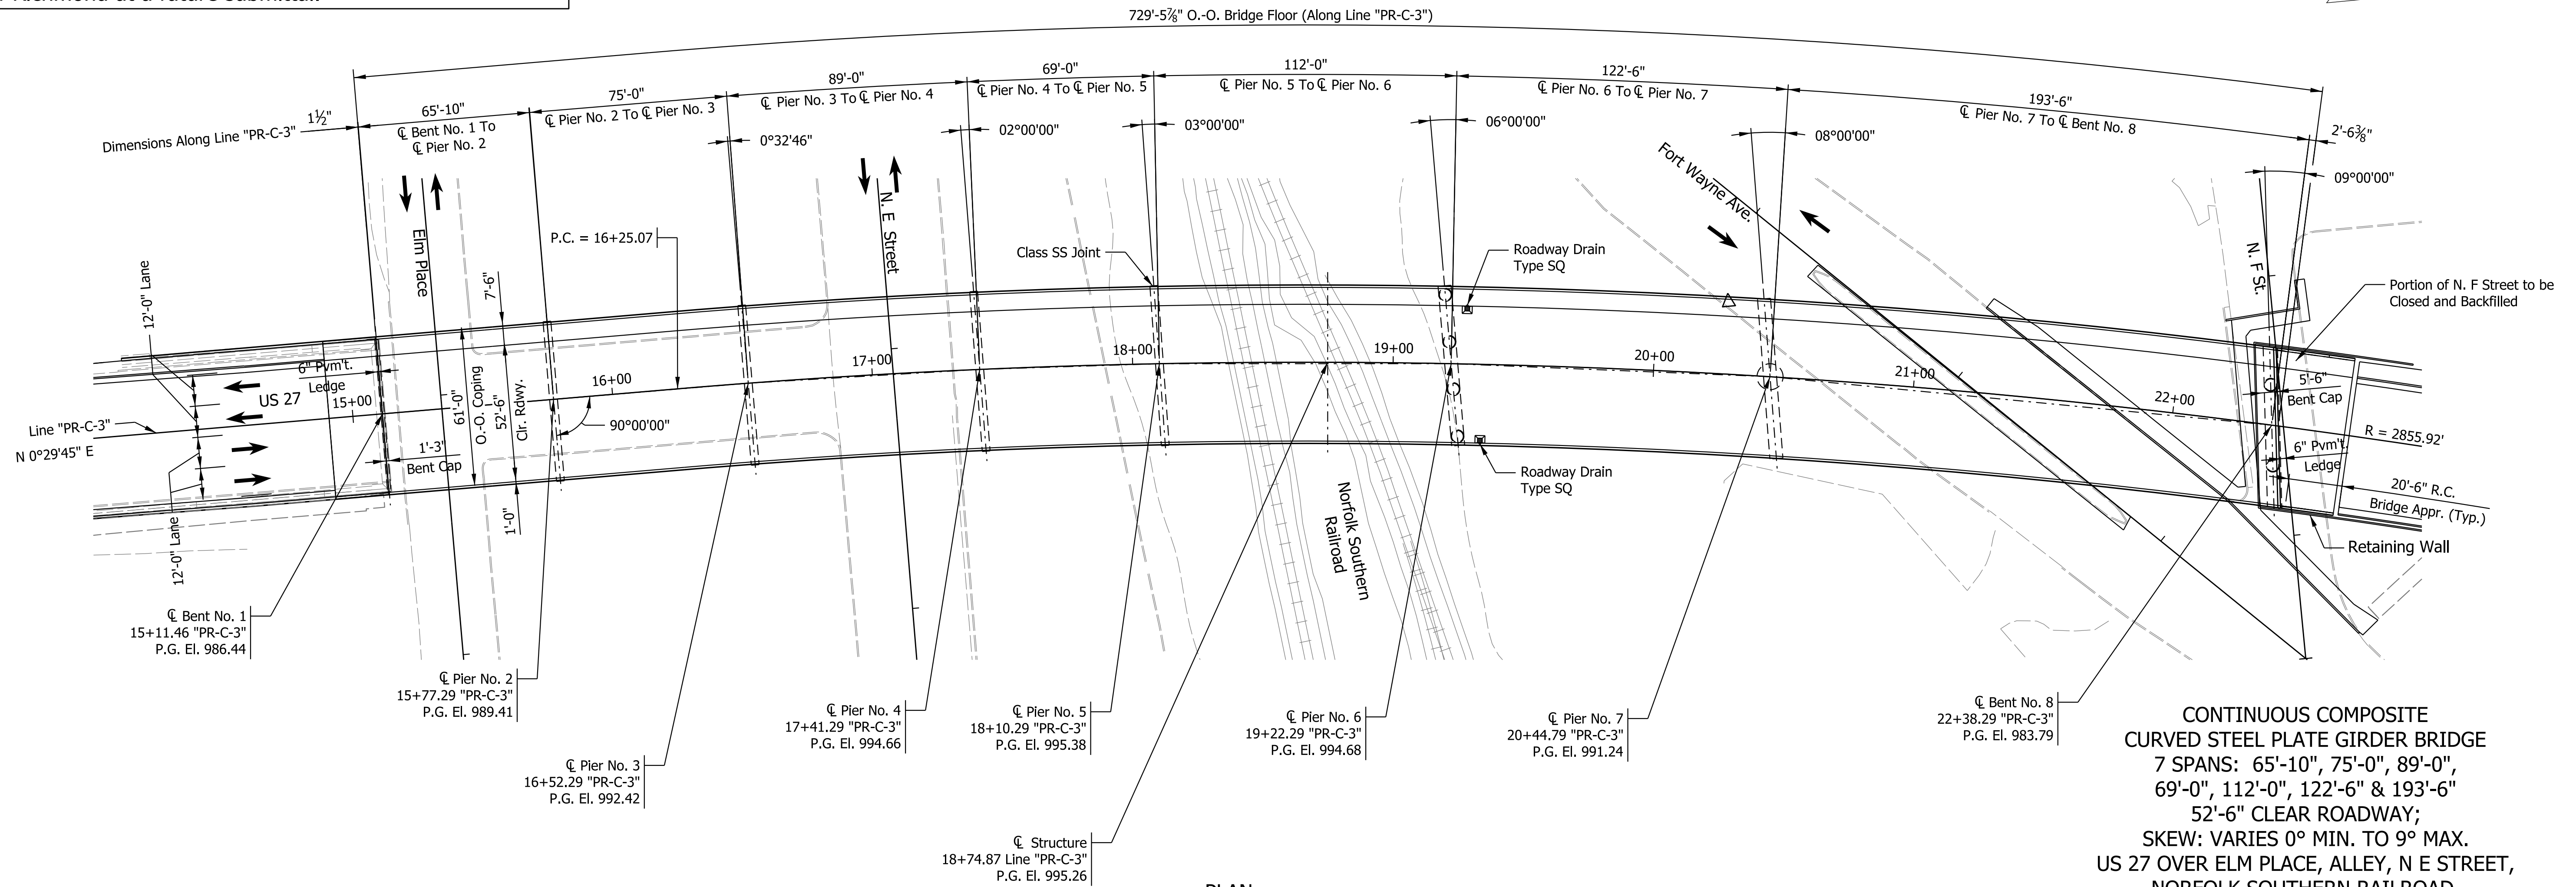 729'-5⅞" O.-O. Bridge Floor (Along Line "PR-C-3")
Dimensions Along Line "PR-C-3"
1½"
65'-10"
℄ Bent No. 1 To
℄ Pier No. 2
75'-0"
℄ Pier No. 2 To ℄ Pier No. 3
89'-0"
℄ Pier No. 3 To ℄ Pier No. 4
69'-0"
℄ Pier No. 4 To ℄ Pier No. 5
112'-0"
℄ Pier No. 5 To ℄ Pier No. 6
122'-6"
℄ Pier No. 6 To ℄ Pier No. 7
193'-6"
℄ Pier No. 7 To ℄ Bent No. 8
2'-6⅜"
0°32'46"
02°00'00"
03°00'00"
06°00'00"
08°00'00"
09°00'00"
Elm Place
N. E Street
Fort Wayne Ave.
N. F St.
P.C. = 16+25.07
Class SS Joint
Roadway Drain
Type SQ
Portion of N. F Street to be
Closed and Backfilled
12'-0" Lane
7'-6"
6" Pvm't.
Ledge
US 27
15+00
16+00
17+00
18+00
19+00
20+00
21+00
22+00
Line "PR-C-3"
N 0°29'45" E
61'-0"
O.-O. Coping
52'-6"
Clr. Rdwy.
90°00'00"
1'-3"
Bent Cap
5'-6"
Bent Cap
R = 2855.92'
6" Pvm't.
Ledge
20'-6" R.C.
Bridge Appr. (Typ.)
Retaining Wall
Roadway Drain
Type SQ
1'-0"
12'-0" Lane
Norfolk Southern
Railroad
℄ Bent No. 1
15+11.46 "PR-C-3"
P.G. El. 986.44
℄ Pier No. 2
15+77.29 "PR-C-3"
P.G. El. 989.41
℄ Pier No. 3
16+52.29 "PR-C-3"
P.G. El. 992.42
℄ Pier No. 4
17+41.29 "PR-C-3"
P.G. El. 994.66
℄ Pier No. 5
18+10.29 "PR-C-3"
P.G. El. 995.38
℄ Structure
18+74.87 Line "PR-C-3"
P.G. El. 995.26
℄ Pier No. 6
19+22.29 "PR-C-3"
P.G. El. 994.68
℄ Pier No. 7
20+44.79 "PR-C-3"
P.G. El. 991.24
℄ Bent No. 8
22+38.29 "PR-C-3"
P.G. El. 983.79
CONTINUOUS COMPOSITE
CURVED STEEL PLATE GIRDER BRIDGE
7 SPANS: 65'-10", 75'-0", 89'-0",
69'-0", 112'-0", 122'-6" & 193'-6"
52'-6" CLEAR ROADWAY;
SKEW: VARIES 0° MIN. TO 9° MAX.
US 27 OVER ELM PLACE, ALLEY, N E STREET,
NORFOLK SOUTHERN RAILROAD
PLAN